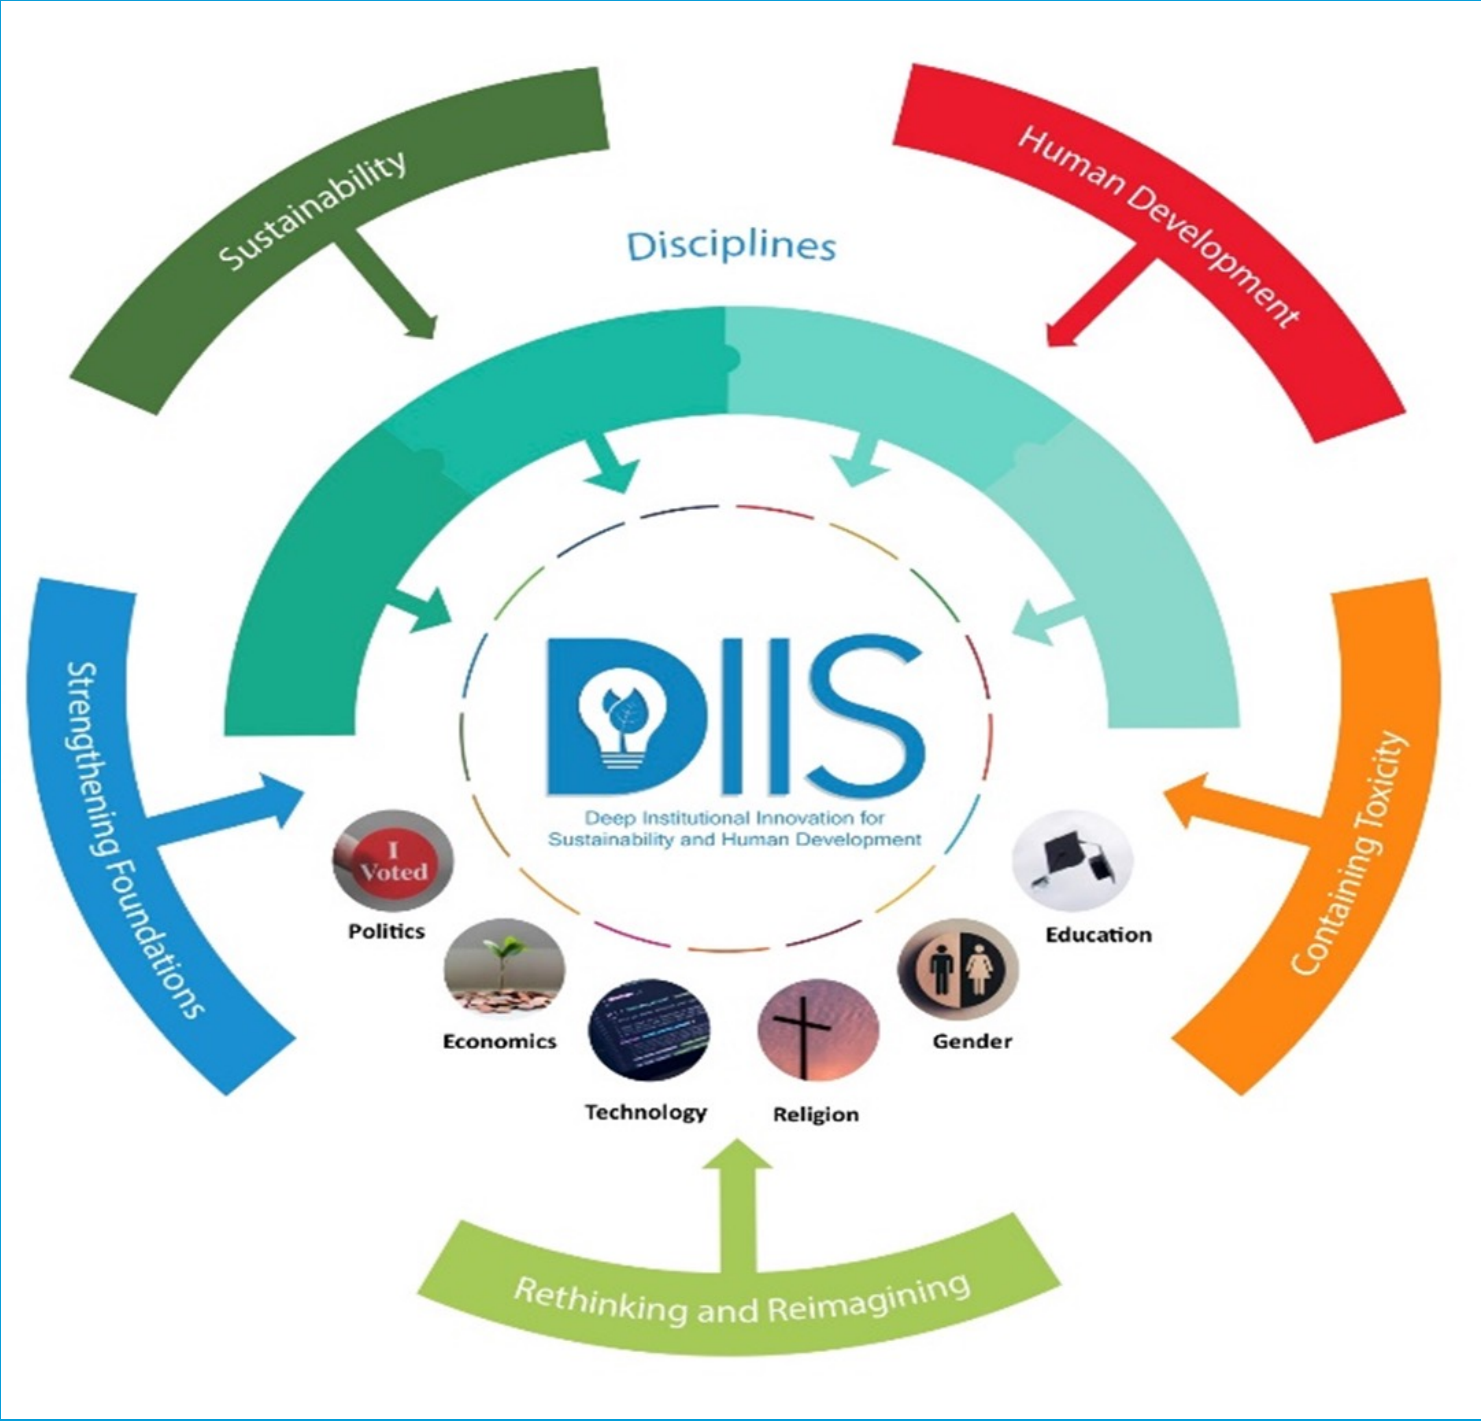 Sustainability
Human Development
Disciplines
Strengthening Foundations
Containing Toxicity
DIIS
Deep Institutional Innovation for
Sustainability and Human Development
I
Voted
Politics
Education
Economics
Gender
Technology
Religion
Rethinking and Reimagining